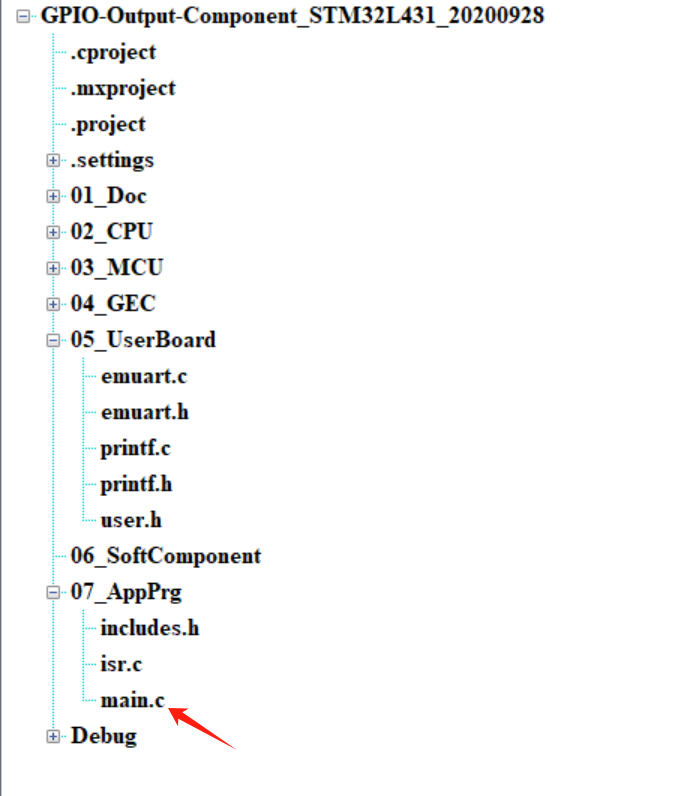 GPIO-Output-Component_STM32L431_20200928
.cproject
.mxproject
.project
.settings
01_Doc
02_CPU
03_MCU
04_GEC
05_UserBoard
emuart.c
emuart.h
printf.c
printf.h
user.h
06_SoftComponent
07_AppPrg
includes.h
isr.c
main.c
Debug